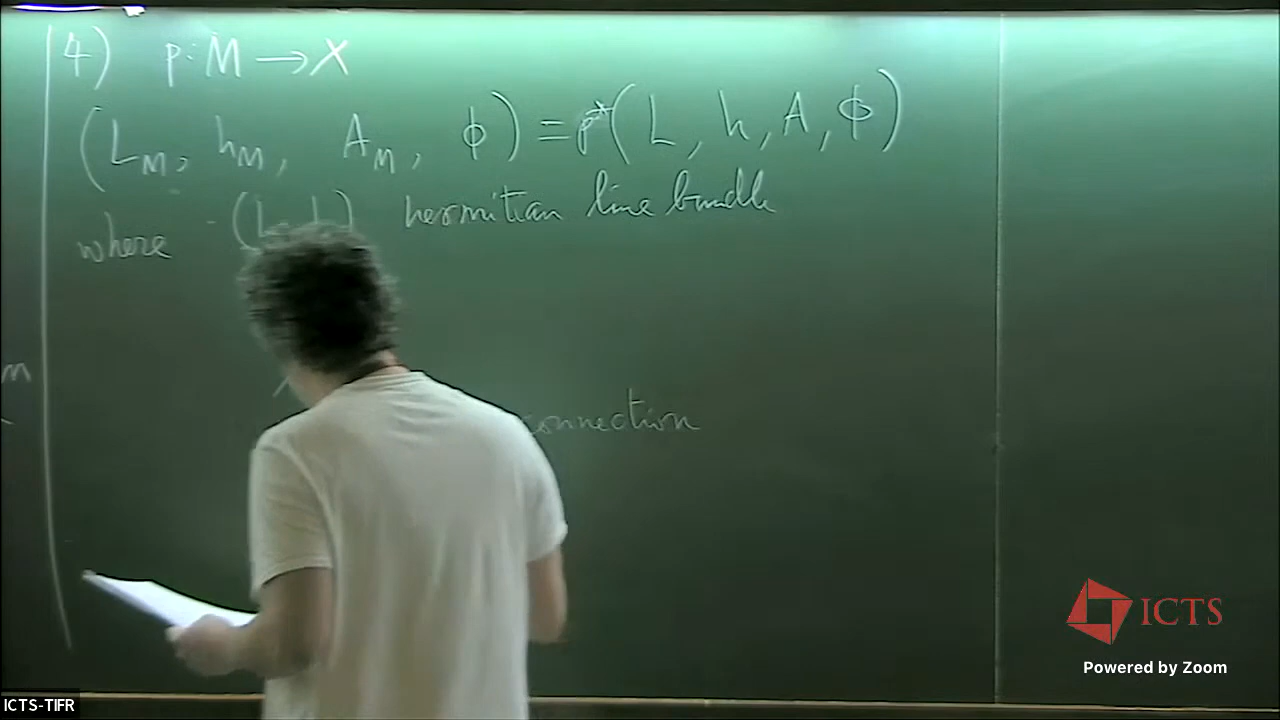 4) p: M → X
(L_M, h_M, A_M, ϕ) = p*(L, h, A, ϕ)
where - (L, h) hermitian line bundle
m
connection
ICTS
Powered by Zoom
ICTS-TIFR